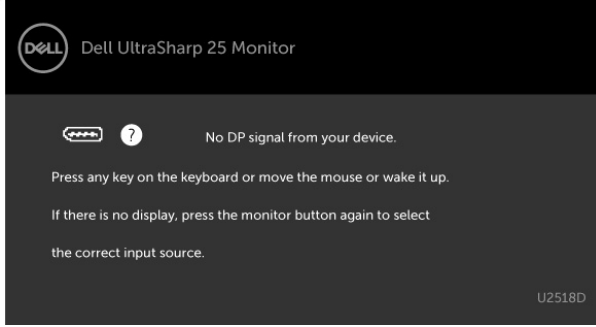 DELL
Dell UltraSharp 25 Monitor
? No DP signal from your device.
Press any key on the keyboard or move the mouse or wake it up.
If there is no display, press the monitor button again to select
the correct input source.
U2518D